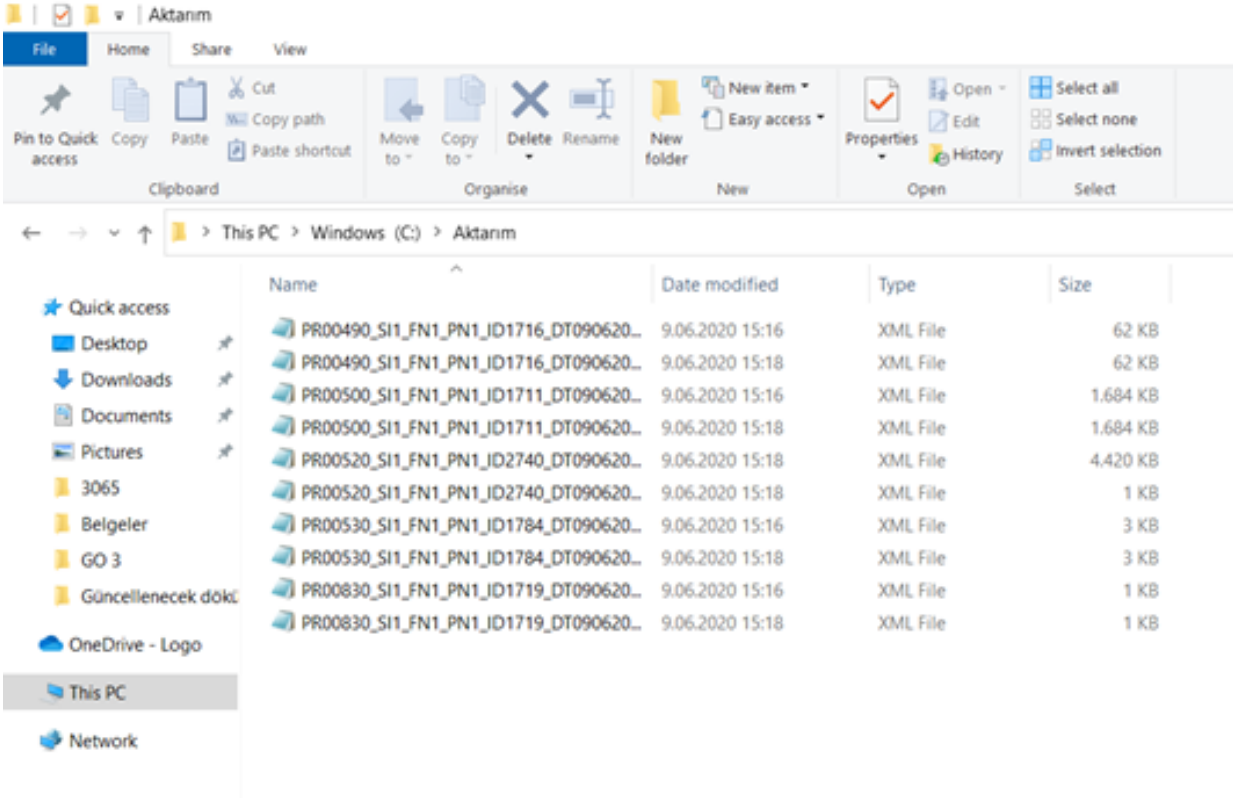 Aktarım
File Home Share View
Pin to Quick access
Copy
Paste
Cut
Copy path
Paste shortcut
Clipboard
Move to
Copy to
Delete
Rename
Organise
New folder
New item
Easy access
New
Properties
Open
Edit
History
Open
Select all
Select none
Invert selection
Select
This PC > Windows (C:) > Aktarım
Quick access
Desktop
Downloads
Documents
Pictures
3065
Belgeler
GO 3
Güncellenecek dökü
OneDrive - Logo
This PC
Network
Name Date modified Type Size
PR00490_SI1_FN1_PN1_ID1716_DT090620... 9.06.2020 15:16 XML File 62 KB
PR00490_SI1_FN1_PN1_ID1716_DT090620... 9.06.2020 15:18 XML File 62 KB
PR00500_SI1_FN1_PN1_ID1711_DT090620... 9.06.2020 15:16 XML File 1.684 KB
PR00500_SI1_FN1_PN1_ID1711_DT090620... 9.06.2020 15:18 XML File 1.684 KB
PR00520_SI1_FN1_PN1_ID2740_DT090620... 9.06.2020 15:18 XML File 4.420 KB
PR00520_SI1_FN1_PN1_ID2740_DT090620... 9.06.2020 15:18 XML File 1 KB
PR00530_SI1_FN1_PN1_ID1784_DT090620... 9.06.2020 15:16 XML File 3 KB
PR00530_SI1_FN1_PN1_ID1784_DT090620... 9.06.2020 15:18 XML File 3 KB
PR00830_SI1_FN1_PN1_ID1719_DT090620... 9.06.2020 15:16 XML File 1 KB
PR00830_SI1_FN1_PN1_ID1719_DT090620... 9.06.2020 15:18 XML File 1 KB